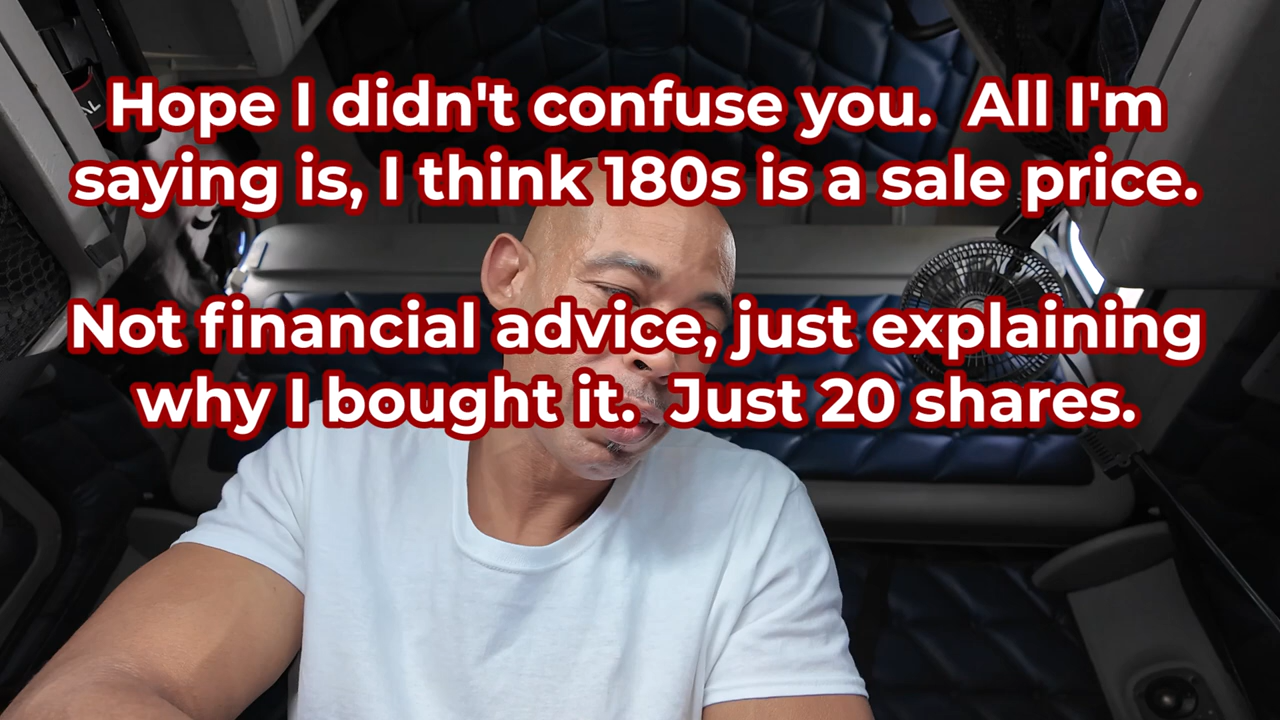 AL
Hope I didn't confuse you.  All I'm
saying is, I think 180s is a sale price.
Not financial advice, just explaining
why I bought it.  Just 20 shares.